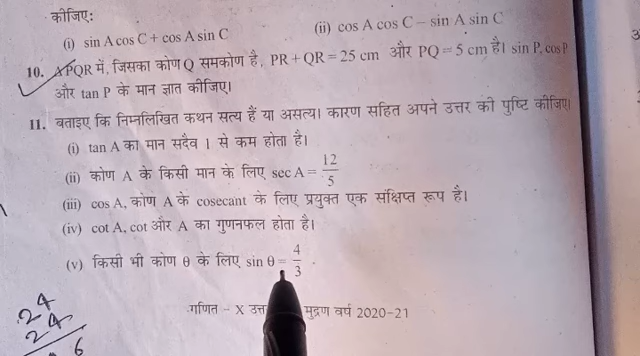 कीजिए:
(i) sin A cos C + cos A sin C (ii) cos A cos C – sin A sin C
10. ΔPQR में, जिसका कोण Q समकोण है, PR + QR = 25 cm और PQ = 5 cm है। sin P, cos P
और tan P के मान ज्ञात कीजिए।
11. बताइए कि निम्नलिखित कथन सत्य हैं या असत्य। कारण सहित अपने उत्तर की पुष्टि कीजिए।
(i) tan A का मान सदैव 1 से कम होता है।
(ii) कोण A के किसी मान के लिए sec A = 12/5
(iii) cos A, कोण A के cosecant के लिए प्रयुक्त एक संक्षिप्त रूप है।
(iv) cot A, cot और A का गुणनफल होता है।
(v) किसी भी कोण θ के लिए sin θ = 4/3
गणित – X उत्त मुद्रण वर्ष 2020-21
24
24
6